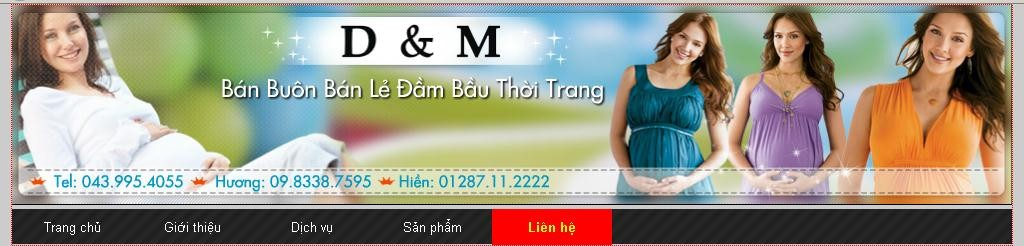 D & M
Bán Buôn Bán Lẻ Đầm Bầu Thời Trang
Tel: 043.995.4055 Hương: 09.8338.7595 Hiền: 01287.11.2222
Trang chủ Giới thiệu Dịch vụ Sản phẩm Liên hệ